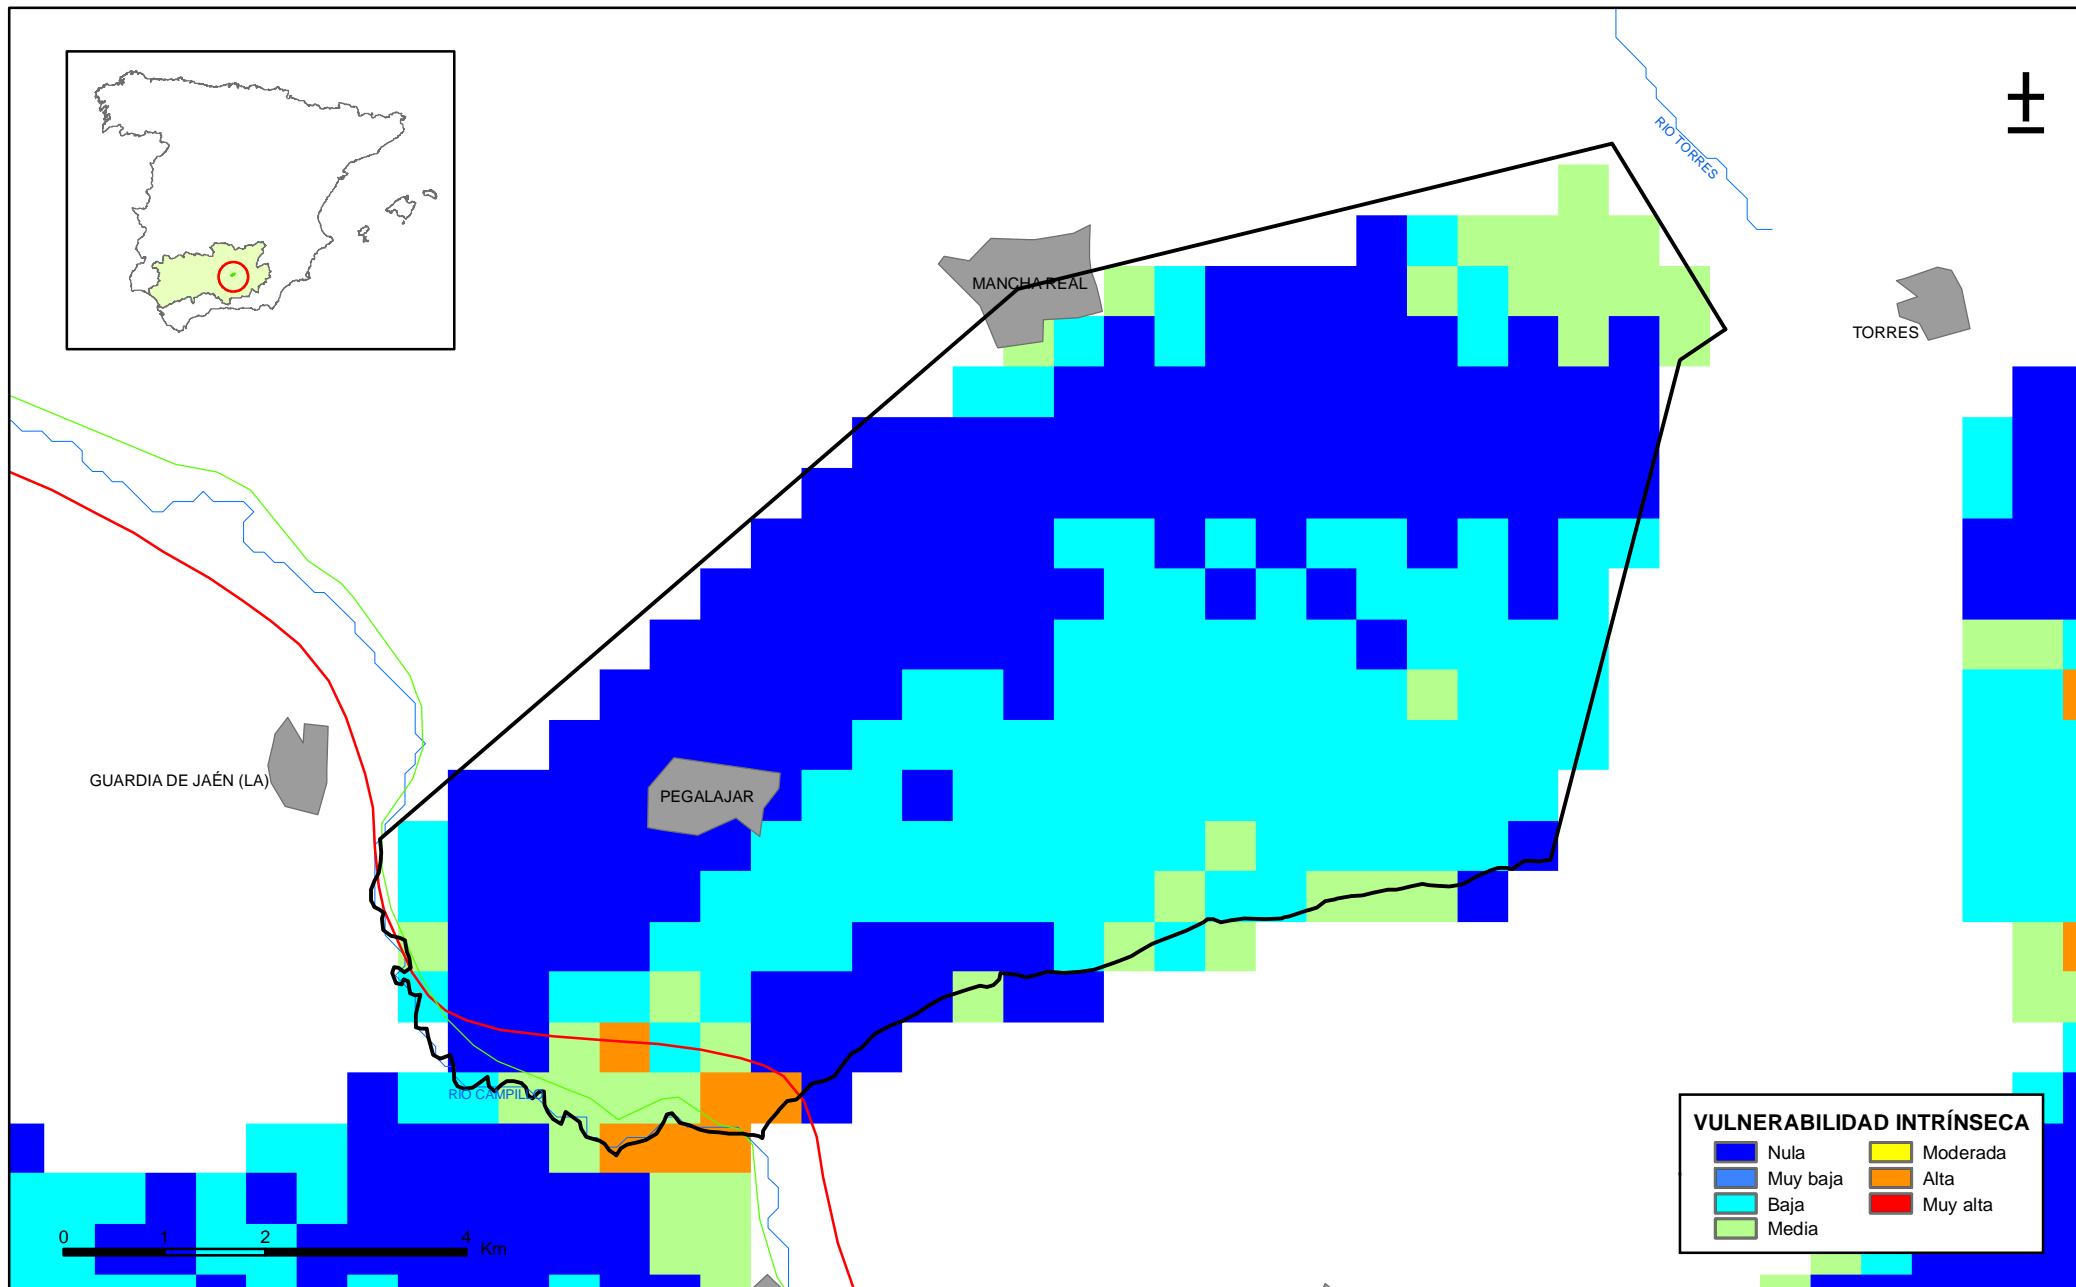 RIO TORRES
MANCHA REAL
TORRES
GUARDIA DE JAÉN (LA)
PEGALAJAR
RIO CAMPILLO
VULNERABILIDAD INTRÍNSECA
Nula
Muy baja
Baja
Media
Moderada
Alta
Muy alta
0 1 2 4 Km